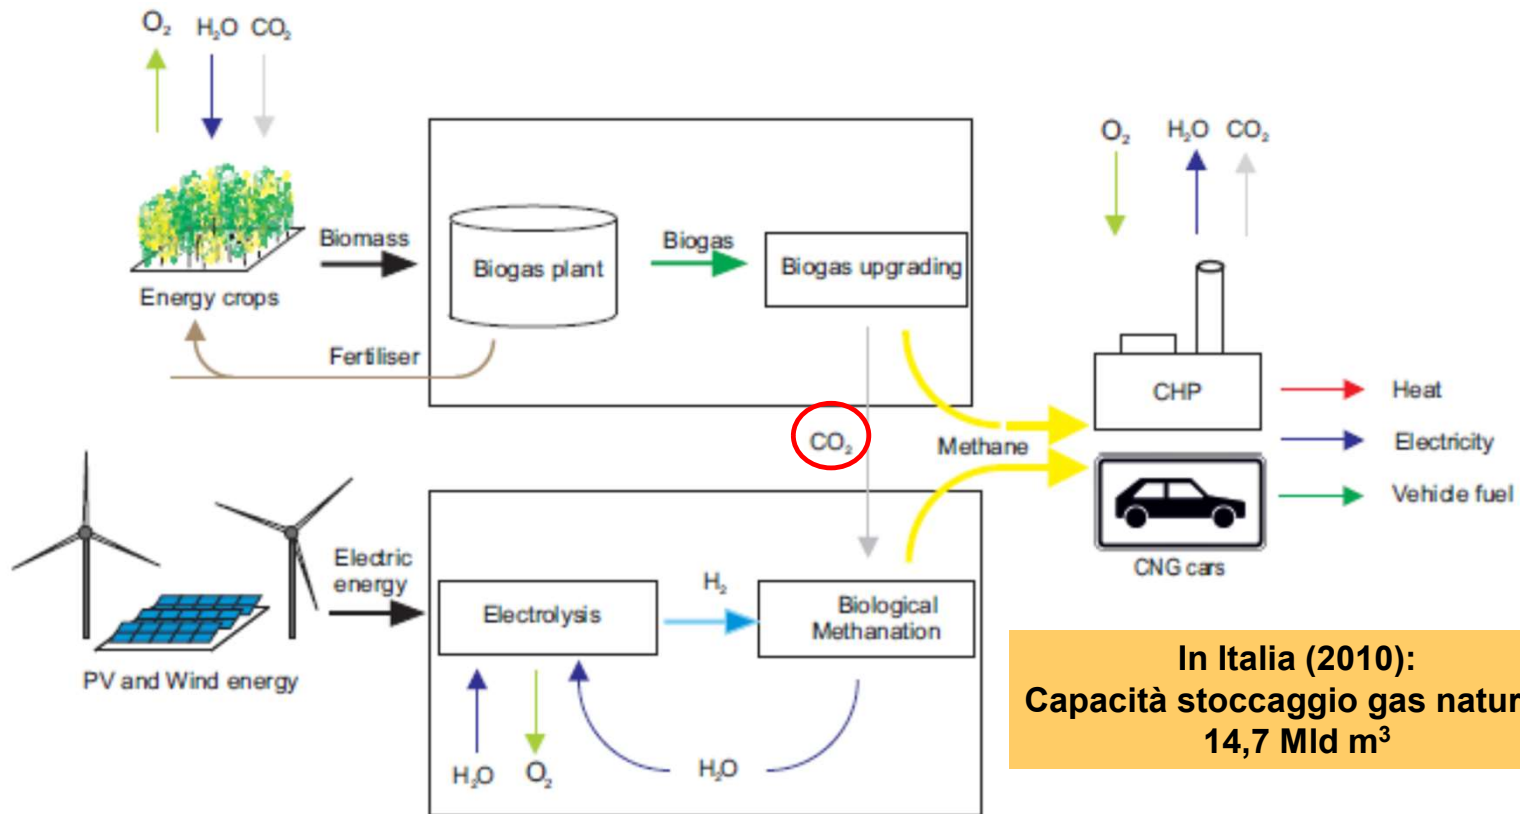 O₂ H₂O CO₂
Energy crops
Biomass
Fertiliser
Biogas plant
Biogas
Biogas upgrading
CO₂
Methane
O₂ H₂O CO₂
CHP
Heat
Electricity
Vehicle fuel
CNG cars
PV and Wind energy
Electric
energy
Electrolysis
H₂
Biological
Methanation
H₂O O₂
H₂O
In Italia (2010):
Capacità stoccaggio gas natur
14,7 Mld m³